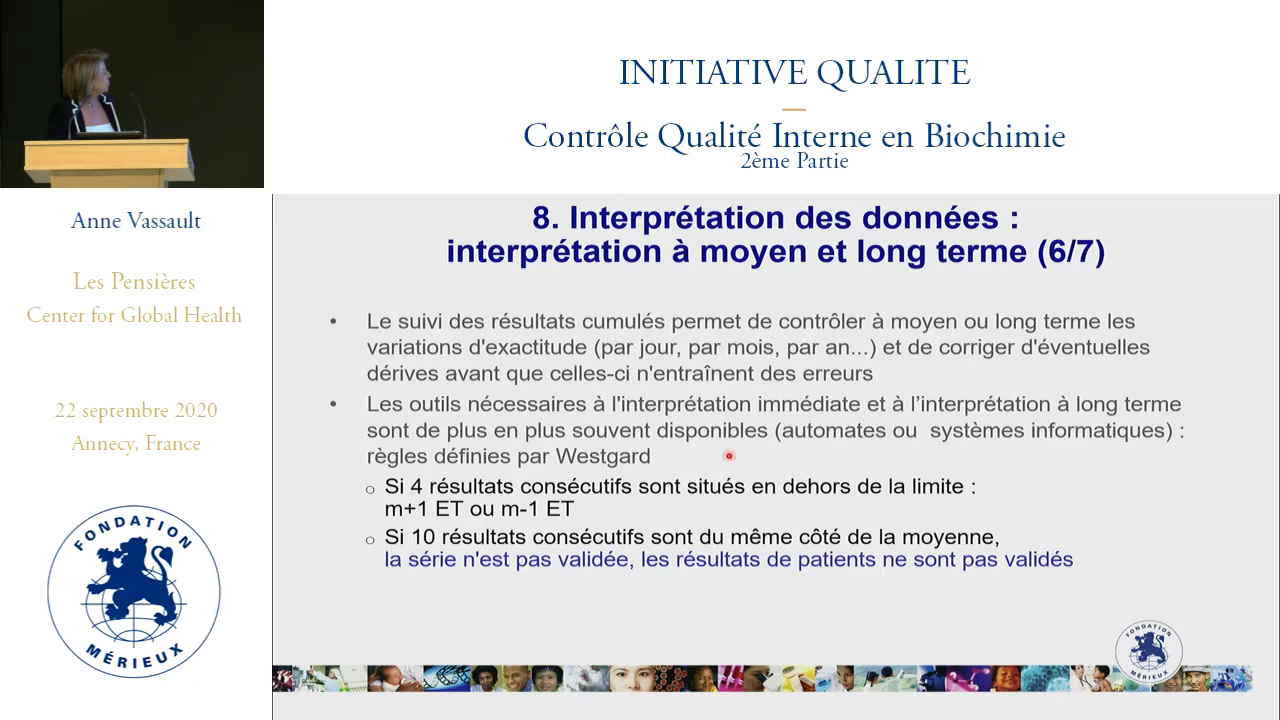 INITIATIVE QUALITE
Contrôle Qualité Interne en Biochimie
2ème Partie
Anne Vassault
Les Pensières
Center for Global Health
22 septembre 2020
Annecy, France
FONDATION
MÉRIEUX
8. Interprétation des données :
interprétation à moyen et long terme (6/7)
• Le suivi des résultats cumulés permet de contrôler à moyen ou long terme les
variations d'exactitude (par jour, par mois, par an...) et de corriger d'éventuelles
dérives avant que celles-ci n'entraînent des erreurs
• Les outils nécessaires à l'interprétation immédiate et à l’interprétation à long terme
sont de plus en plus souvent disponibles (automates ou systèmes informatiques) :
règles définies par Westgard
o Si 4 résultats consécutifs sont situés en dehors de la limite :
m+1 ET ou m-1 ET
o Si 10 résultats consécutifs sont du même côté de la moyenne,
la série n'est pas validée, les résultats de patients ne sont pas validés
FONDATION
MÉRIEUX